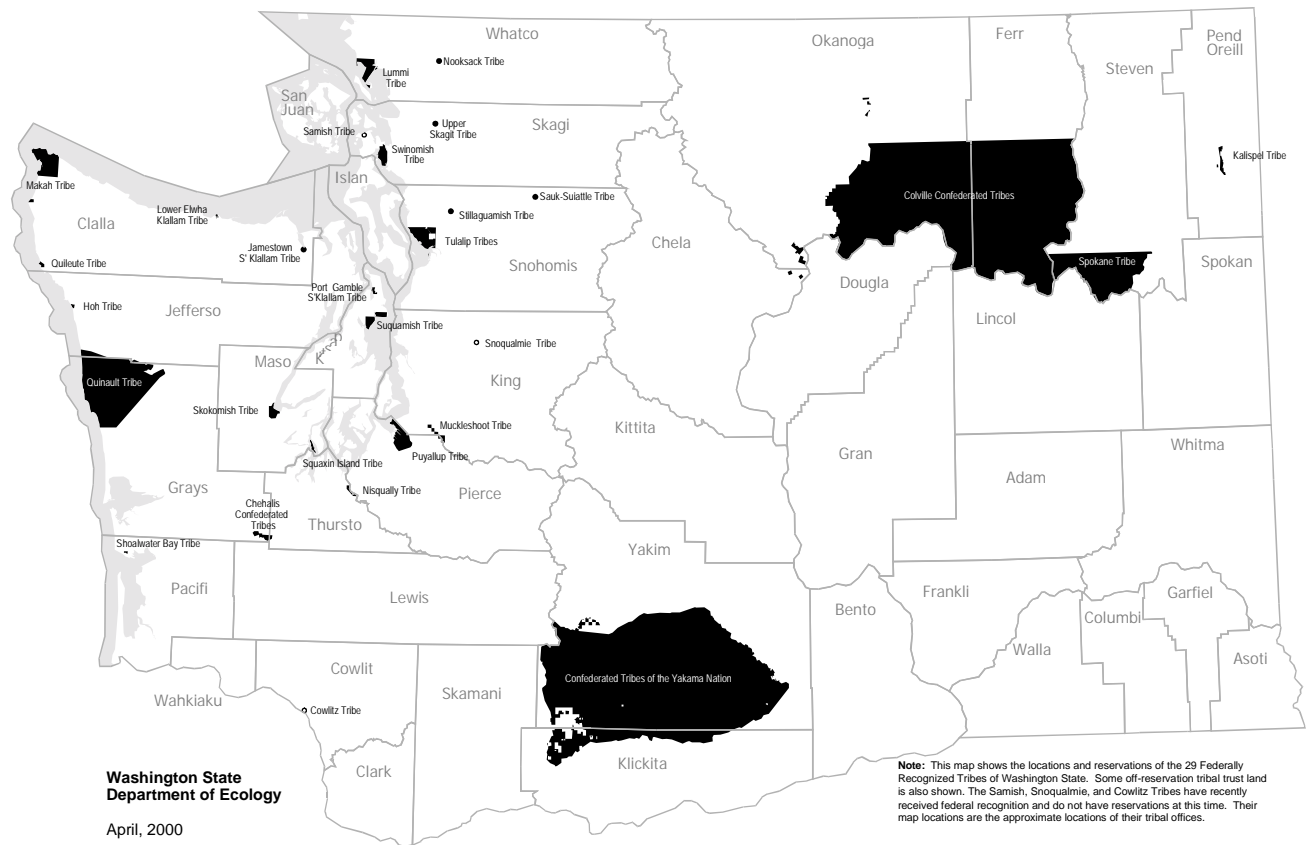 Whatco
Okanoga
Ferr
Pend
Oreill
Steven
Nooksack Tribe
Lummi
Tribe
San
Juan
Samish Tribe
Upper
Skagit Tribe
Skagi
Swinomish
Tribe
Kalispel Tribe
Makah Tribe
Islan
Sauk-Suiattle Tribe
Colville Confederated Tribes
Lower Elwha
Klallam Tribe
Stillaguamish Tribe
Clalla
Tulalip Tribes
Chela
Jamestown
S' Klallam Tribe
Quileute Tribe
Snohomis
Spokane Tribe
Spokan
Dougla
Port Gamble
S'Klallam Tribe
Hoh Tribe
Jefferso
Suquamish Tribe
Lincol
Snoqualmie Tribe
Maso
Kitsap
King
Quinault Tribe
Skokomish Tribe
Muckleshoot Tribe
Kittita
Puyallup Tribe
Squaxin Island Tribe
Gran
Whitma
Adam
Grays
Nisqually Tribe
Pierce
Chehalis
Confederated
Tribes
Thursto
Shoalwater Bay Tribe
Yakim
Pacifi
Lewis
Bento
Frankli
Garfiel
Columbi
Walla
Asoti
Cowlit
Confederated Tribes of the Yakama Nation
Skamani
Wahkiaku
Cowlitz Tribe
Clark
Klickita
Washington State
Department of Ecology
April, 2000
Note: This map shows the locations and reservations of the 29 Federally
Recognized Tribes of Washington State. Some off-reservation tribal trust land
is also shown. The Samish, Snoqualmie, and Cowlitz Tribes have recently
received federal recognition and do not have reservations at this time. Their
map locations are the approximate locations of their tribal offices.